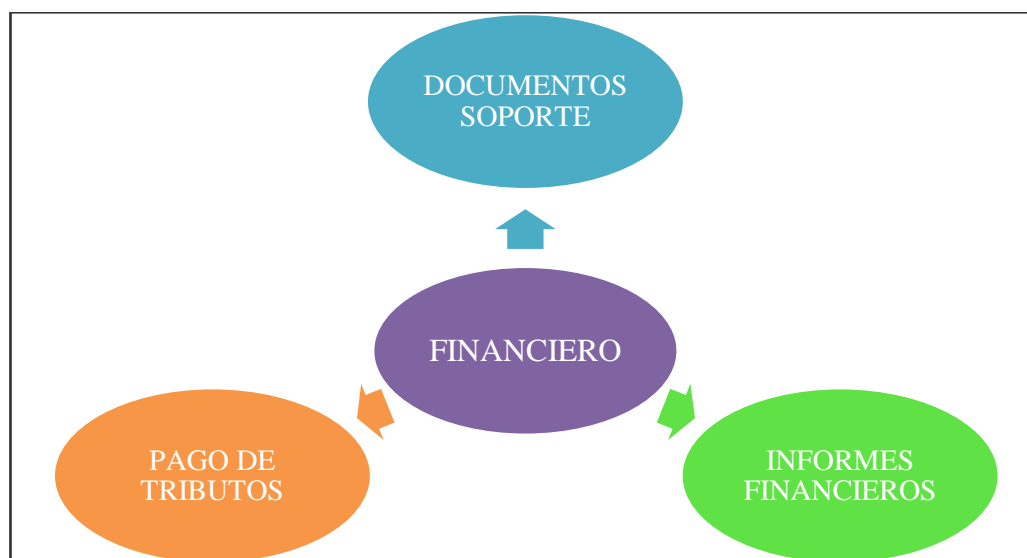 DOCUMENTOS
SOPORTE
FINANCIERO
PAGO DE
TRIBUTOS
INFORMES
FINANCIEROS